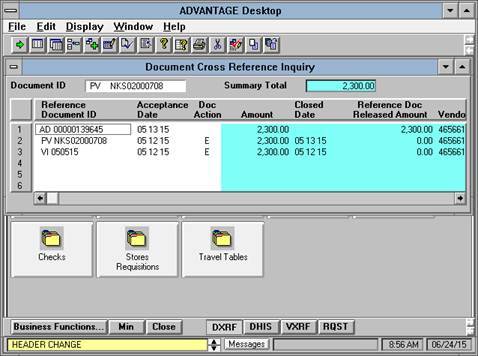 ADVANTAGE Desktop
File Edit Display Window Help
Document Cross Reference Inquiry
Document ID PV NKS02000708 Summary Total 2,300.00
Reference Acceptance Doc Closed Reference Doc
Document ID Date Action Amount Date Released Amount Vendo
1 AD 00000139645 05 13 15 2,300.00 2,300.00 465661
2 PV NKS02000708 05 12 15 E 2,300.00 05 13 15 0.00 465661
3 VI 050515 05 12 15 E 2,300.00 05 12 15 0.00 465661
4
5
6
Checks Stores Requisitions Travel Tables
Business Functions... Min Close DXRF DHIS VXRF RQST
HEADER CHANGE Messages 8:56 AM 06/24/15